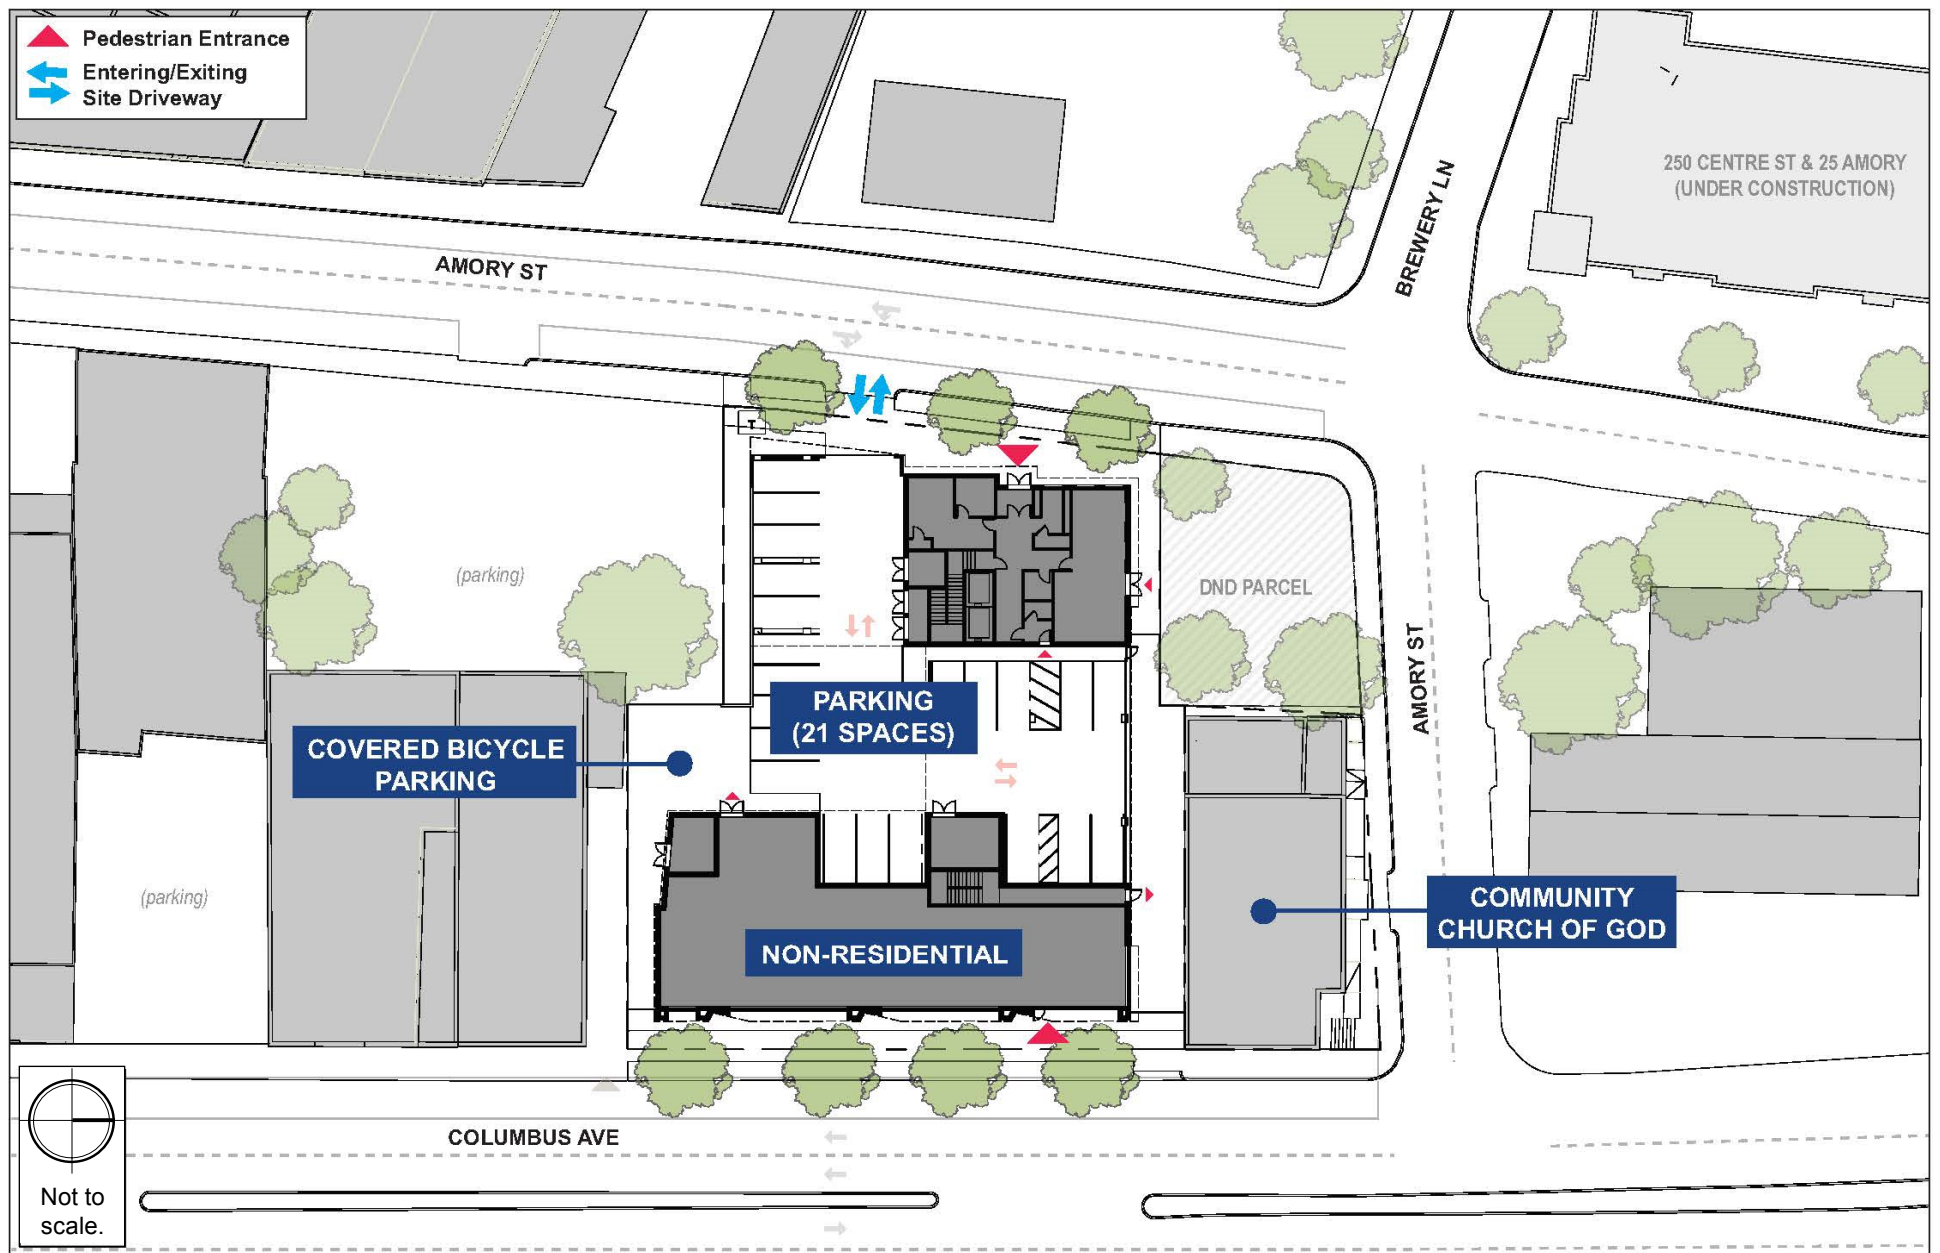 Pedestrian Entrance
Entering/Exiting
Site Driveway
250 CENTRE ST & 25 AMORY
(UNDER CONSTRUCTION)
BREWERY LN
AMORY ST
T
(parking)
DND PARCEL
AMORY ST
PARKING
(21 SPACES)
COVERED BICYCLE
PARKING
(parking)
COMMUNITY
CHURCH OF GOD
NON-RESIDENTIAL
COLUMBUS AVE
Not to
scale.